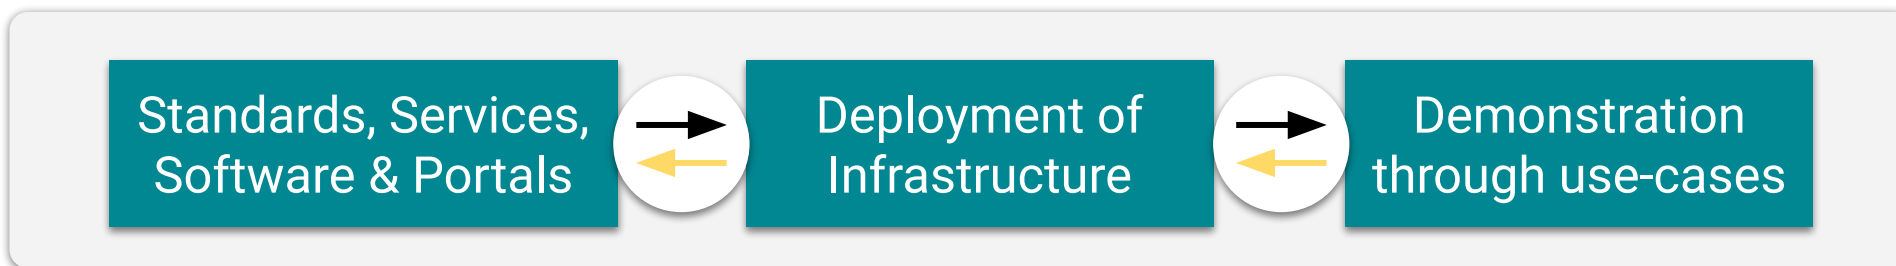 Standards, Services,
Software & Portals
Deployment of
Infrastructure
Demonstration
through use-cases